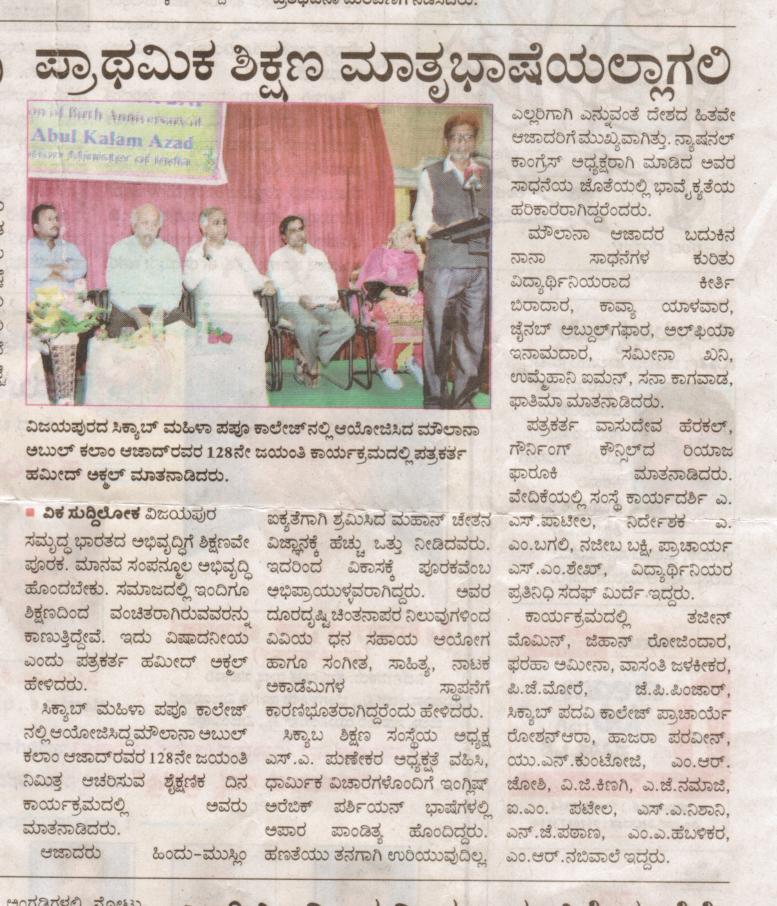 ಪ್ರಾಥಮಿಕ ಶಿಕ್ಷಣ ಮಾತೃಭಾಷೆಯಲ್ಲಾಗಲಿ
on of Birth Anniversary of
Abul Kalam Azad
Minister of India
ವಿಜಯಪುರದ ಸಿಕ್ಯಾಬ್ ಮಹಿಳಾ ಪಪೂ ಕಾಲೇಜ್‌ನಲ್ಲಿ ಆಯೋಜಿಸಿದ ಮೌಲಾನಾ
ಅಬುಲ್ ಕಲಾಂ ಆಜಾದ್‌ರವರ 128ನೇ ಜಯಂತಿ ಕಾರ್ಯಕ್ರಮದಲ್ಲಿ ಪತ್ರಕರ್ತ
ಹಮೀದ್ ಅಕ್ಮಲ್ ಮಾತನಾಡಿದರು.
ವಿಕ ಸುದ್ದಿಲೋಕ ವಿಜಯಪುರ
ಸಮೃದ್ಧ ಭಾರತದ ಅಭಿವೃದ್ಧಿಗೆ ಶಿಕ್ಷಣವೇ
ಪೂರಕ. ಮಾನವ ಸಂಪನ್ಮೂಲ ಅಭಿವೃದ್ಧಿ
ಹೊಂದಬೇಕು. ಸಮಾಜದಲ್ಲಿ ಇಂದಿಗೂ
ಶಿಕ್ಷಣದಿಂದ ವಂಚಿತರಾಗಿರುವವರನ್ನು
ಕಾಣುತ್ತಿದ್ದೇವೆ. ಇದು ವಿಷಾದನೀಯ
ಎಂದು ಪತ್ರಕರ್ತ ಹಮೀದ್ ಅಕ್ಮಲ್
ಹೇಳಿದರು.
ಸಿಕ್ಯಾಬ್ ಮಹಿಳಾ ಪಪೂ ಕಾಲೇಜ್
ನಲ್ಲಿ ಆಯೋಜಿಸಿದ್ದ ಮೌಲಾನಾ ಅಬುಲ್
ಕಲಾಂ ಆಜಾದ್‌ರವರ 128ನೇ ಜಯಂತಿ
ನಿಮಿತ್ತ ಆಚರಿಸುವ ಶೈಕ್ಷಣಿಕ ದಿನ
ಕಾರ್ಯಕ್ರಮದಲ್ಲಿ ಅವರು
ಮಾತನಾಡಿದರು.
ಆಜಾದರು ಹಿಂದು-ಮುಸ್ಲಿಂ
ಐಕ್ಯತೆಗಾಗಿ ಶ್ರಮಿಸಿದ ಮಹಾನ್ ಚೇತನ
ವಿಜ್ಞಾನಕ್ಕೆ ಹೆಚ್ಚು ಒತ್ತು ನೀಡಿದವರು.
ಇದರಿಂದ ವಿಕಾಸಕ್ಕೆ ಪೂರಕವೆಂಬ
ಅಭಿಪ್ರಾಯುಳ್ಳವರಾಗಿದ್ದರು. ಅವರ
ದೂರದೃಷ್ಟಿ ಚಿಂತನಾಪರ ನಿಲುವುಗಳಿಂದ
ವಿವಿಯ ಧನ ಸಹಾಯ ಆಯೋಗ
ಹಾಗೂ ಸಂಗೀತ, ಸಾಹಿತ್ಯ, ನಾಟಕ
ಅಕಾಡೆಮಿಗಳ ಸ್ಥಾಪನೆಗೆ
ಕಾರಣಿಭೂತರಾಗಿದ್ದರೆಂದು ಹೇಳಿದರು.
ಸಿಕ್ಯಾಬ ಶಿಕ್ಷಣ ಸಂಸ್ಥೆಯ ಅಧ್ಯಕ್ಷ
ಎಸ್.ಎ. ಪುಣೇಕರ ಅಧ್ಯಕ್ಷತೆ ವಹಿಸಿ,
ಧಾರ್ಮಿಕ ವಿಚಾರಗಳೊಂದಿಗೆ ಇಂಗ್ಲಿಷ್
ಅರೆಬಿಕ್ ಪರ್ಶಿಯನ್ ಭಾಷೆಗಳಲ್ಲಿ
ಅಪಾರ ಪಾಂಡಿತ್ಯ ಹೊಂದಿದ್ದರು.
ಹಣತೆಯು ತನಗಾಗಿ ಉರಿಯುವುದಿಲ್ಲ
ಎಲ್ಲರಿಗಾಗಿ ಎನ್ನುವಂತೆ ದೇಶದ ಹಿತವೇ
ಆಜಾದರಿಗೆ ಮುಖ್ಯವಾಗಿತ್ತು. ನ್ಯಾಷನಲ್
ಕಾಂಗ್ರೆಸ್ ಅಧ್ಯಕ್ಷರಾಗಿ ಮಾಡಿದ ಅವರ
ಸಾಧನೆಯ ಜೊತೆಯಲ್ಲಿ ಭಾವೈಕ್ಯತೆಯ
ಹರಿಕಾರರಾಗಿದ್ದರೆಂದರು.
ಮೌಲಾನಾ ಆಜಾದರ ಬದುಕಿನ
ನಾನಾ ಸಾಧನೆಗಳ ಕುರಿತು
ವಿದ್ಯಾರ್ಥಿನಿಯರಾದ ಕೀರ್ತಿ
ಬಿರಾದಾರ, ಕಾವ್ಯಾ ಯಾಳವಾರ,
ಜೈನಬ್ ಅಬ್ದುಲ್‌ಗಫಾರ, ಅಲ್‌ಫಿಯಾ
ಇನಾಮದಾರ, ಸಮೀನಾ ಖನಿ,
ಉಮ್ಮೆಹಾನಿ ಐಮನ್, ಸನಾ ಕಾಗವಾಡ,
ಫಾತಿಮಾ ಮಾತನಾಡಿದರು.
ಪತ್ರಕರ್ತ ವಾಸುದೇವ ಹೆರಕಲ್,
ಗೌರ್ನಿಂಗ್ ಕೌನ್ಸಿಲ್‌ದ ರಿಯಾಜ
ಫಾರೂಕಿ ಮಾತನಾಡಿದರು.
ವೇದಿಕೆಯಲ್ಲಿ ಸಂಸ್ಥೆ ಕಾರ್ಯದರ್ಶಿ ಎ.
ಎಸ್.ಪಾಟೀಲ, ನಿರ್ದೇಶಕ ಎ.
ಎಂ.ಬಗಲಿ, ನಜೀಬ ಬಕ್ಷಿ, ಪ್ರಾಚಾರ್ಯ
ಎಸ್.ಎಂ.ಶೇಖ್, ವಿದ್ಯಾರ್ಥಿನಿಯರ
ಪ್ರತಿನಿಧಿ ಸದಫ್ ಮಿರ್ದೆ ಇದ್ದರು.
ಕಾರ್ಯಕ್ರಮದಲ್ಲಿ ತಜೀನ್
ಮೊಮಿನ್, ಜಿಹಾನ್ ರೋಜಿಂದಾರ,
ಫರಹಾ ಅಮೀನಾ, ವಾಸಂತಿ ಜಳಕೀಕರ,
ಪಿ.ಜೆ.ಮೋರೆ, ಜೆ.ಪಿ.ಪಿಂಜಾರ್,
ಸಿಕ್ಯಾಬ್ ಪದವಿ ಕಾಲೇಜ್ ಪ್ರಾಚಾರ್ಯೆ
ರೋಶನ್‌ಆರಾ, ಹಾಜರಾ ಪರವೀನ್,
ಯು.ಎನ್.ಕುಂಟೋಜಿ, ಎಂ.ಆರ್.
ಜೋಶಿ, ವಿ.ಜಿ.ಕಿಣಗಿ, ಎ.ಜೆ.ನಮಾಜಿ,
ಐ.ಎಂ. ಪಟೇಲ, ಎಸ್.ಎ.ನಿಶಾನಿ,
ಎನ್.ಜೆ.ಪಠಾಣ, ಎಂ.ಎ.ಹೆಬಳಿಕರ,
ಎಂ.ಆರ್.ನಬಿವಾಲೆ ಇದ್ದರು.